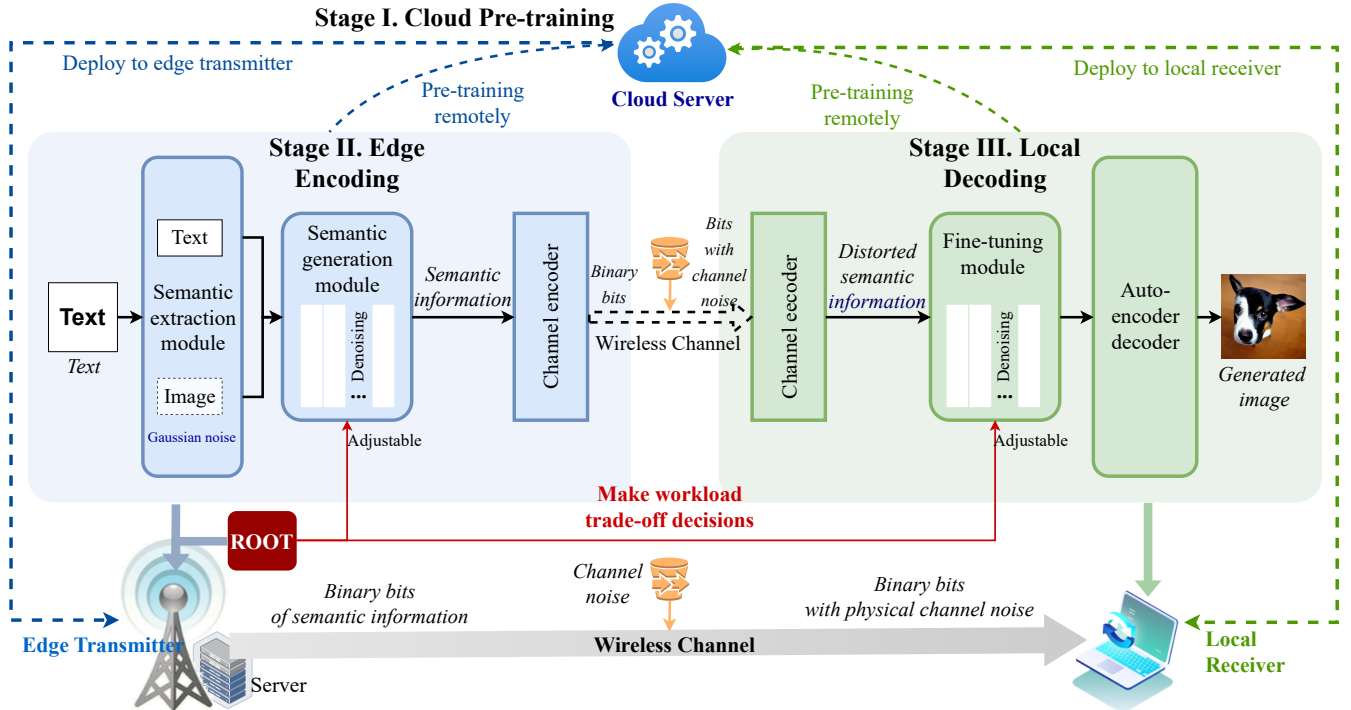 Stage I. Cloud Pre-training
Deploy to edge transmitter
Deploy to local receiver
Cloud Server
Pre-training
remotely
Pre-training
remotely
Stage II. Edge
Encoding
Stage III. Local
Decoding
Text
Text
Text
Semantic
extraction
module
Image
Gaussian noise
Semantic
generation
module
Denoising
...
Adjustable
Semantic
information
Channel encoder
Binary
bits
Bits
with
channel
noise
Wireless Channel
Channel ecoder
Distorted
semantic
information
Fine-tuning
module
Denoising
...
Adjustable
Auto-
encoder
decoder
Generated
image
Make workload
trade-off decisions
ROOT
Binary bits
of semantic information
Channel
noise
Binary bits
with physical channel noise
Edge Transmitter
Server
Wireless Channel
Local
Receiver